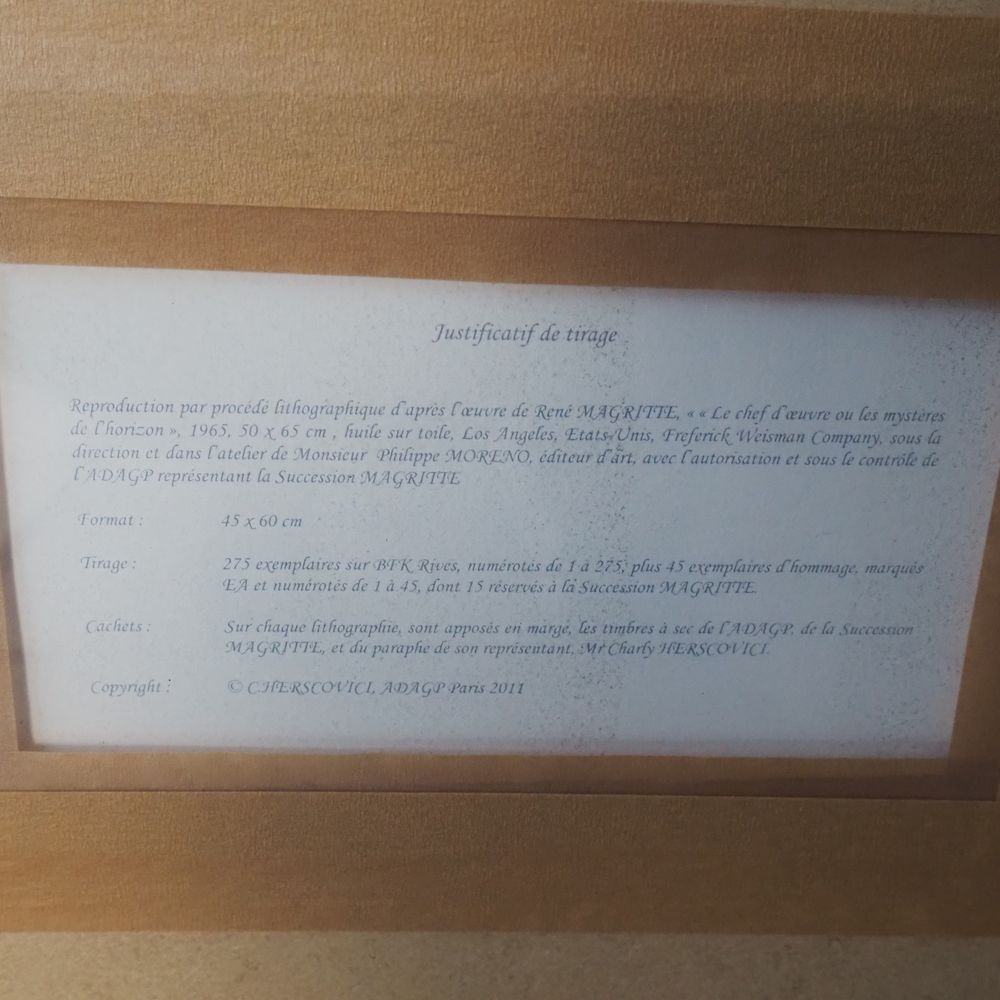 Justificatif de tirage
Reproduction par procédé lithographique d'après l'œuvre de René MAGRITTE, « « Le chef d'œuvre ou les mystères
de l'horizon », 1965, 50 x 65 cm , huile sur toile, Los Angeles, Etats-Unis, Freferick Weisman Company, sous la
direction et dans l'atelier de Monsieur Philippe MORENO, éditeur d'art, avec l'autorisation et sous le contrôle de
l'ADAGP représentant la Succession MAGRITTE
Format : 45 x 60 cm
Tirage : 275 exemplaires sur BFK Rives, numérotés de 1 à 275, plus 45 exemplaires d'hommage, marqués
EA et numérotés de 1 à 45, dont 15 réservés à la Succession MAGRITTE.
Cachets : Sur chaque lithographie, sont apposés en marge, les timbres à sec de l'ADAGP, de la Succession
MAGRITTE, et du paraphe de son représentant, Mr Charly HERSCOVICI.
Copyright : © C.HERSCOVICI, ADAGP Paris 2011